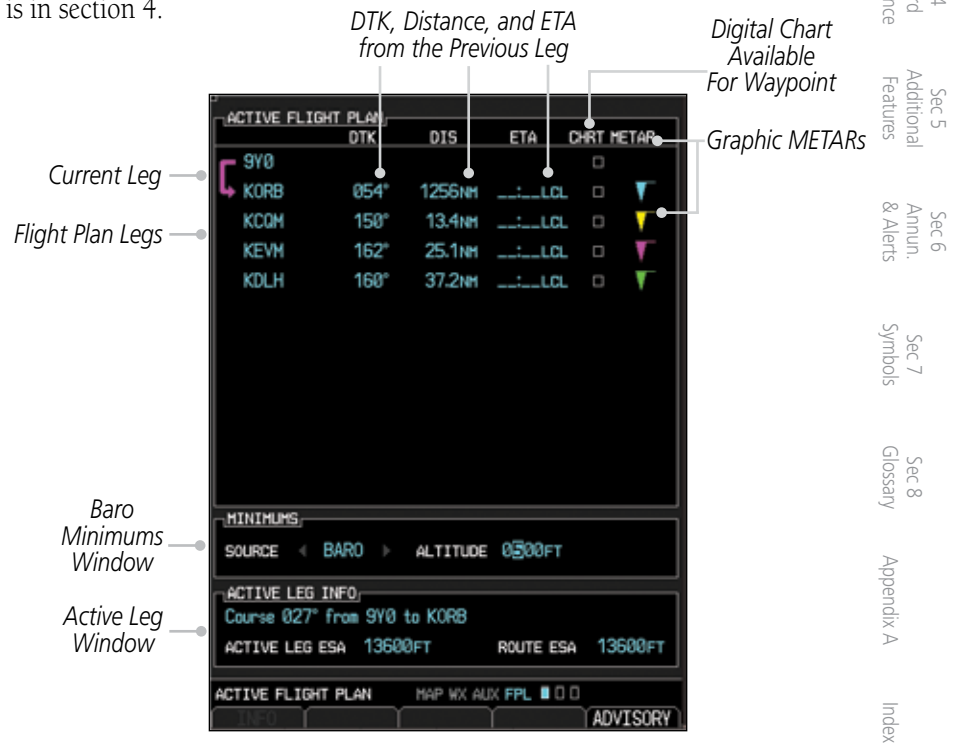 is in section 4.
DTK, Distance, and ETA
from the Previous Leg
Digital Chart
Available
For Waypoint
Graphic METARs
Current Leg
Flight Plan Legs
Baro
Minimums
Window
Active Leg
Window
ACTIVE FLIGHT PLAN
DTK DIS ETA CHRT METAR
9Y0
KORB 054° 1256NM __:__LCL
KCQM 150° 13.4NM __:__LCL
KEVM 162° 25.1NM __:__LCL
KDLH 160° 37.2NM __:__LCL
MINIMUMS
SOURCE BARO ALTITUDE 0500FT
ACTIVE LEG INFO
Course 027° from 9Y0 to KORB
ACTIVE LEG ESA 13600FT ROUTE ESA 13600FT
ACTIVE FLIGHT PLAN MAP WX AUX FPL
INFO ADVISORY
Sec 5
Additional
Features
Sec 6
Annun.
& Alerts
Sec 7
Symbols
Sec 8
Glossary
Appendix A
Index